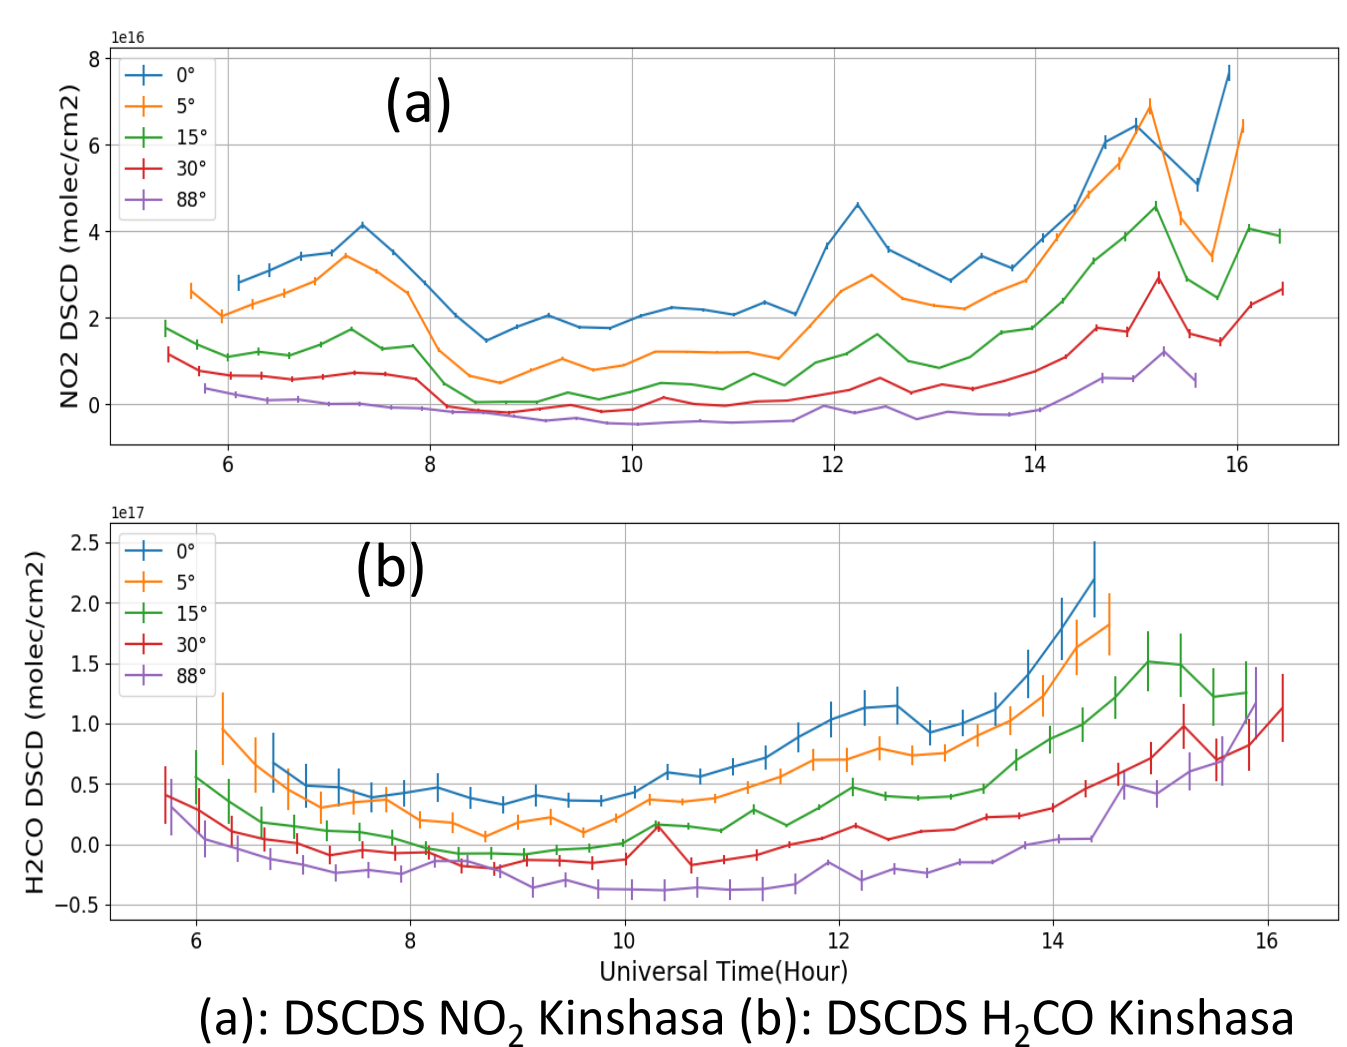 1e16
NO2 DSCD (molec/cm2)
8
6
4
2
0
0°
5°
15°
30°
88°
(a)
6 8 10 12 14 16
1e17
H2CO DSCD (molec/cm2)
2.5
2.0
1.5
1.0
0.5
0.0
−0.5
0°
5°
15°
30°
88°
(b)
6 8 10 12 14 16
Universal Time(Hour)
(a): DSCDS NO₂ Kinshasa (b): DSCDS H₂CO Kinshasa